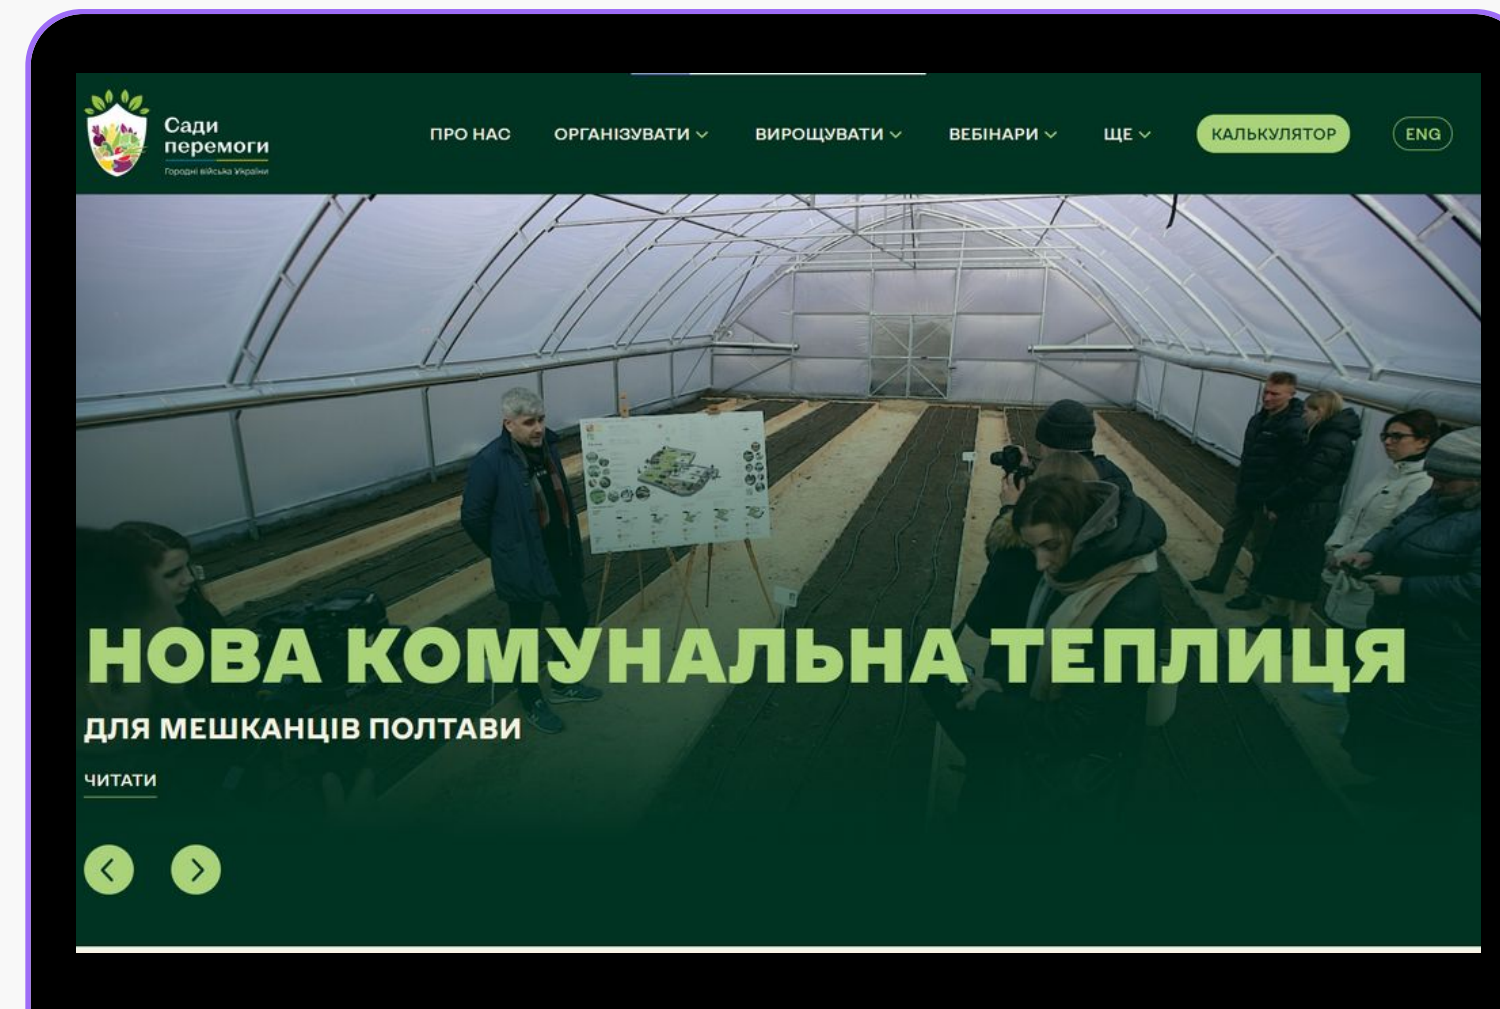 Сади
перемоги
Городні війська України
ПРО НАС
ОРГАНІЗУВАТИ
ВИРОЩУВАТИ
ВЕБІНАРИ
ЩЕ
КАЛЬКУЛЯТОР
ENG
НОВА КОМУНАЛЬНА ТЕПЛИЦЯ
ДЛЯ МЕШКАНЦІВ ПОЛТАВИ
ЧИТАТИ